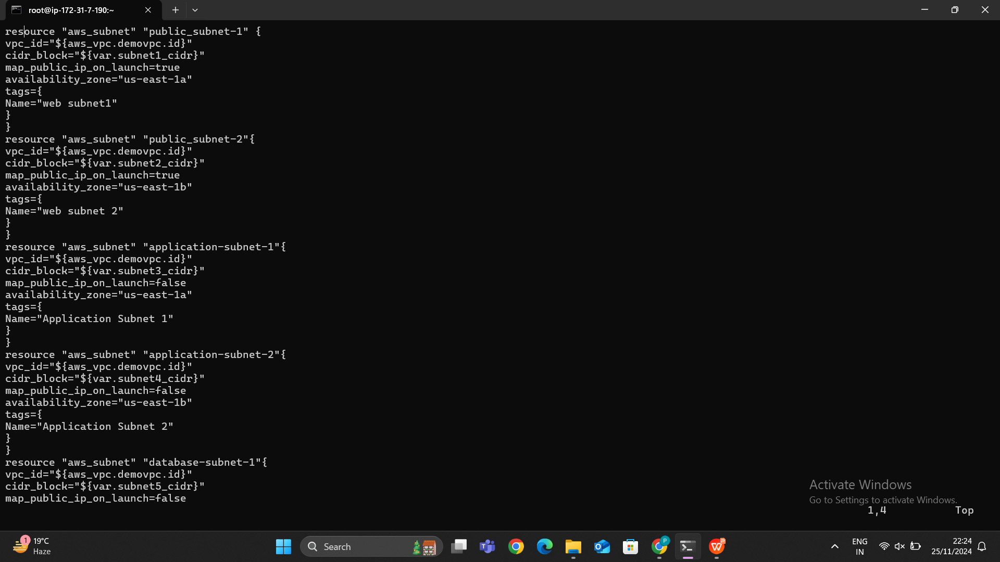 root@ip-172-31-7-190:~
resource "aws_subnet" "public_subnet-1" {
vpc_id="${aws_vpc.demovpc.id}"
cidr_block="${var.subnet1_cidr}"
map_public_ip_on_launch=true
availability_zone="us-east-1a"
tags={
Name="web subnet1"
}
}
resource "aws_subnet" "public_subnet-2"{
vpc_id="${aws_vpc.demovpc.id}"
cidr_block="${var.subnet2_cidr}"
map_public_ip_on_launch=true
availability_zone="us-east-1b"
tags={
Name="web subnet 2"
}
}
resource "aws_subnet" "application-subnet-1"{
vpc_id="${aws_vpc.demovpc.id}"
cidr_block="${var.subnet3_cidr}"
map_public_ip_on_launch=false
availability_zone="us-east-1a"
tags={
Name="Application Subnet 1"
}
}
resource "aws_subnet" "application-subnet-2"{
vpc_id="${aws_vpc.demovpc.id}"
cidr_block="${var.subnet4_cidr}"
map_public_ip_on_launch=false
availability_zone="us-east-1b"
tags={
Name="Application Subnet 2"
}
}
resource "aws_subnet" "database-subnet-1"{
vpc_id="${aws_vpc.demovpc.id}"
cidr_block="${var.subnet5_cidr}"
map_public_ip_on_launch=false
Activate Windows
Go to Settings to activate Windows.
1,4 Top
1 19°C
Haze
Search
ENG
IN
22:24
25/11/2024